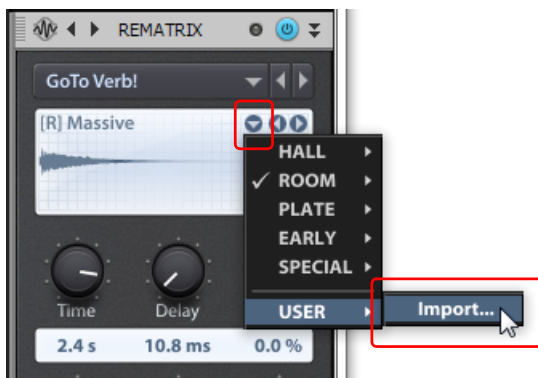 REMATRIX
GoTo Verb!
[R] Massive
HALL
✓ ROOM
PLATE
EARLY
SPECIAL
USER
Import...
Time Delay
2.4 s 10.8 ms 0.0 %